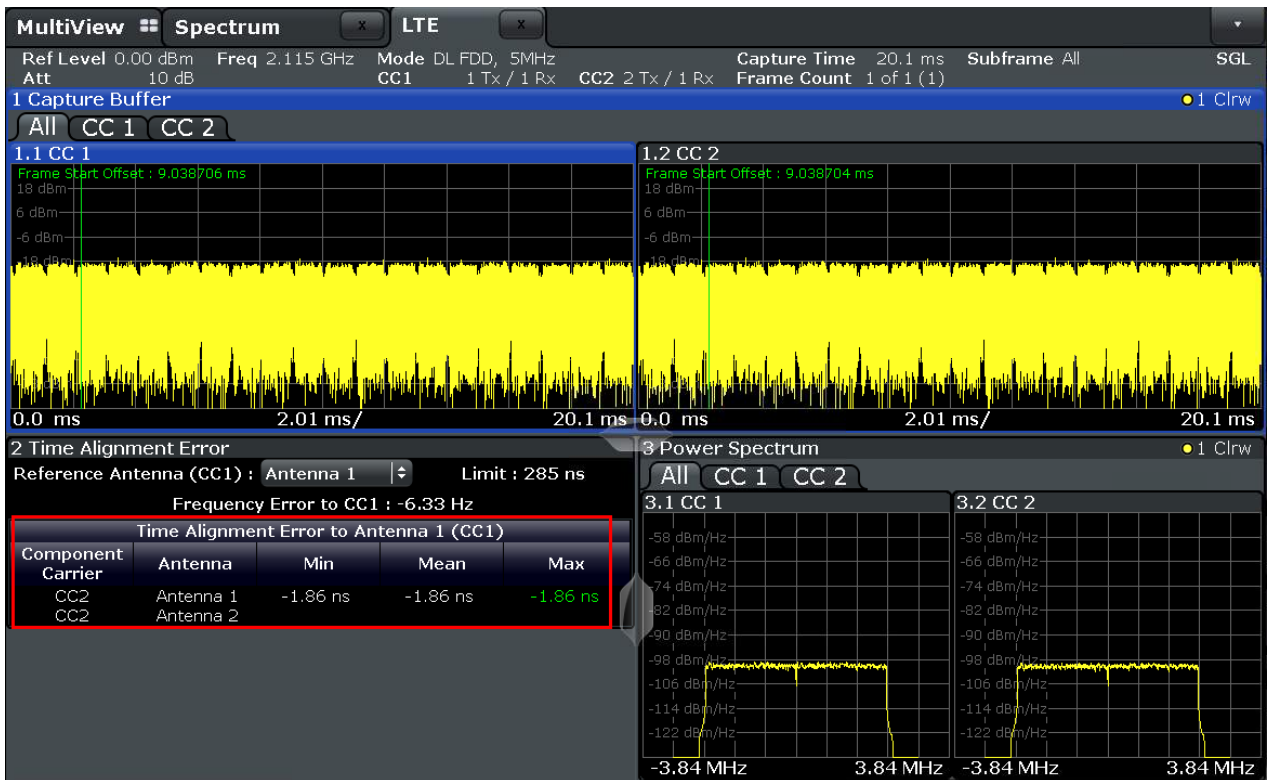 MultiView Spectrum x LTE x
Ref Level 0.00 dBm Freq 2.115 GHz Mode DL FDD, 5MHz Capture Time 20.1 ms Subframe All SGL
Att 10 dB CC1 1 Tx / 1 Rx CC2 2 Tx / 1 Rx Frame Count 1 of 1 (1)
1 Capture Buffer 1 Clrw
All CC 1 CC 2
1.1 CC 1
Frame Start Offset : 9.038706 ms
18 dBm
6 dBm
-6 dBm
-18 dBm
0.0 ms 2.01 ms/ 20.1 ms
1.2 CC 2
Frame Start Offset : 9.038704 ms
18 dBm
6 dBm
-6 dBm
-18 dBm
0.0 ms 2.01 ms/ 20.1 ms
2 Time Alignment Error
Reference Antenna (CC1) : Antenna 1 Limit : 285 ns
Frequency Error to CC1 : -6.33 Hz
Time Alignment Error to Antenna 1 (CC1)
Component Carrier Antenna Min Mean Max
CC2 Antenna 1 -1.86 ns -1.86 ns -1.86 ns
CC2 Antenna 2
3 Power Spectrum 1 Clrw
All CC 1 CC 2
3.1 CC 1
-58 dBm/Hz
-66 dBm/Hz
-74 dBm/Hz
-82 dBm/Hz
-90 dBm/Hz
-98 dBm/Hz
-106 dBm/Hz
-114 dBm/Hz
-122 dBm/Hz
-3.84 MHz 3.84 MHz
3.2 CC 2
-58 dBm/Hz
-66 dBm/Hz
-74 dBm/Hz
-82 dBm/Hz
-90 dBm/Hz
-98 dBm/Hz
-106 dBm/Hz
-114 dBm/Hz
-122 dBm/Hz
-3.84 MHz 3.84 MHz